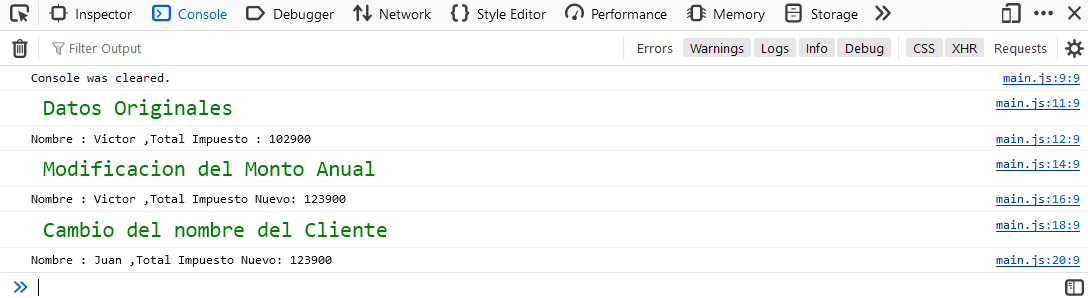 Inspector Console Debugger Network Style Editor Performance Memory Storage
Filter Output Errors Warnings Logs Info Debug CSS XHR Requests
Console was cleared. main.js:9:9
Datos Originales main.js:11:9
Nombre : Victor ,Total Impuesto : 102900 main.js:12:9
Modificacion del Monto Anual main.js:14:9
Nombre : Victor ,Total Impuesto Nuevo: 123900 main.js:16:9
Cambio del nombre del Cliente main.js:18:9
Nombre : Juan ,Total Impuesto Nuevo: 123900 main.js:20:9